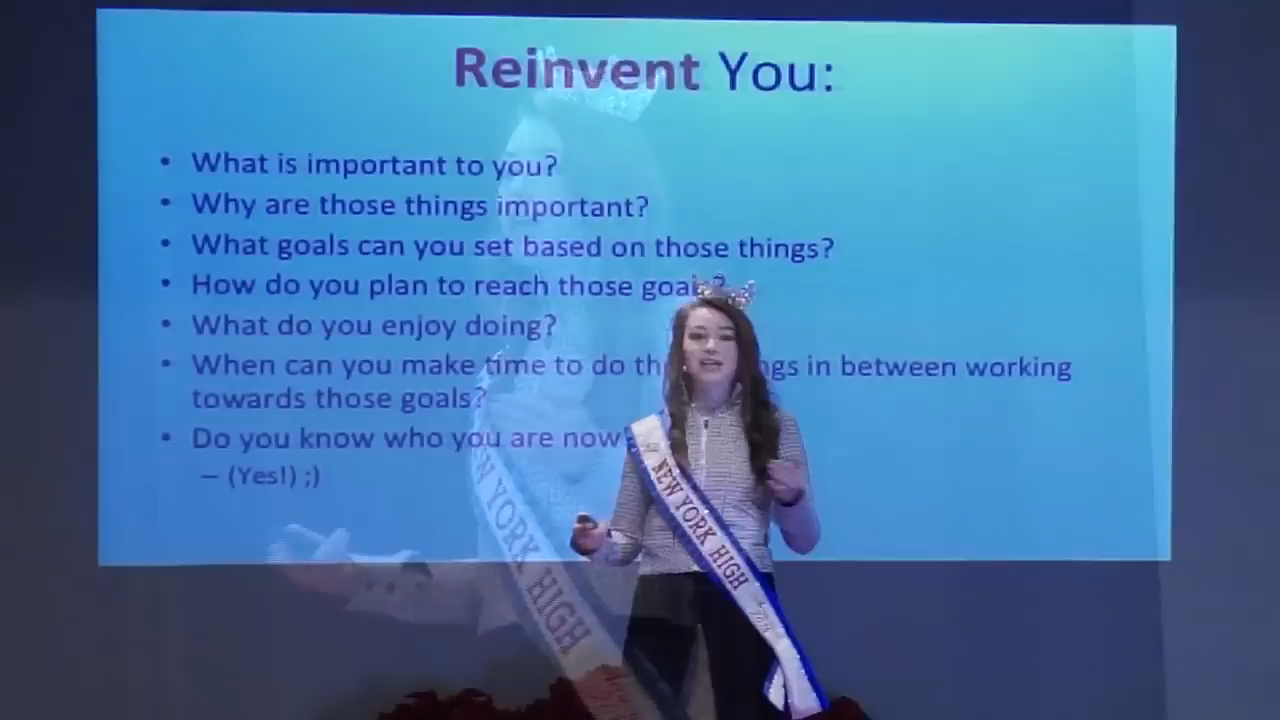 Reinvent You:
• What is important to you?
• Why are those things important?
• What goals can you set based on those things?
• How do you plan to reach those goal ?
• What do you enjoy doing?
• When can you make time to do th ngs in between working
towards those goals?
• Do you know who you are now
– (Yes!) ;)
NEW YORK HIGH
EW YORK HIGH